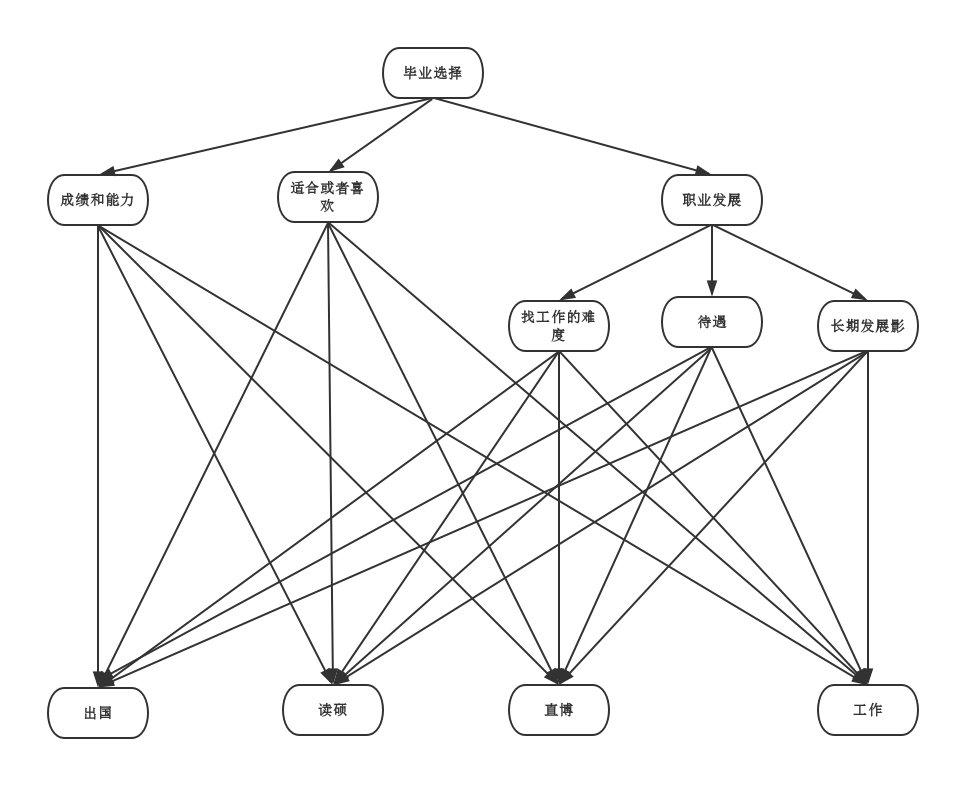 毕业选择
成绩和能力
适合或者喜
欢
职业发展
找工作的难
度
待遇
长期发展影
出国
读硕
直博
工作